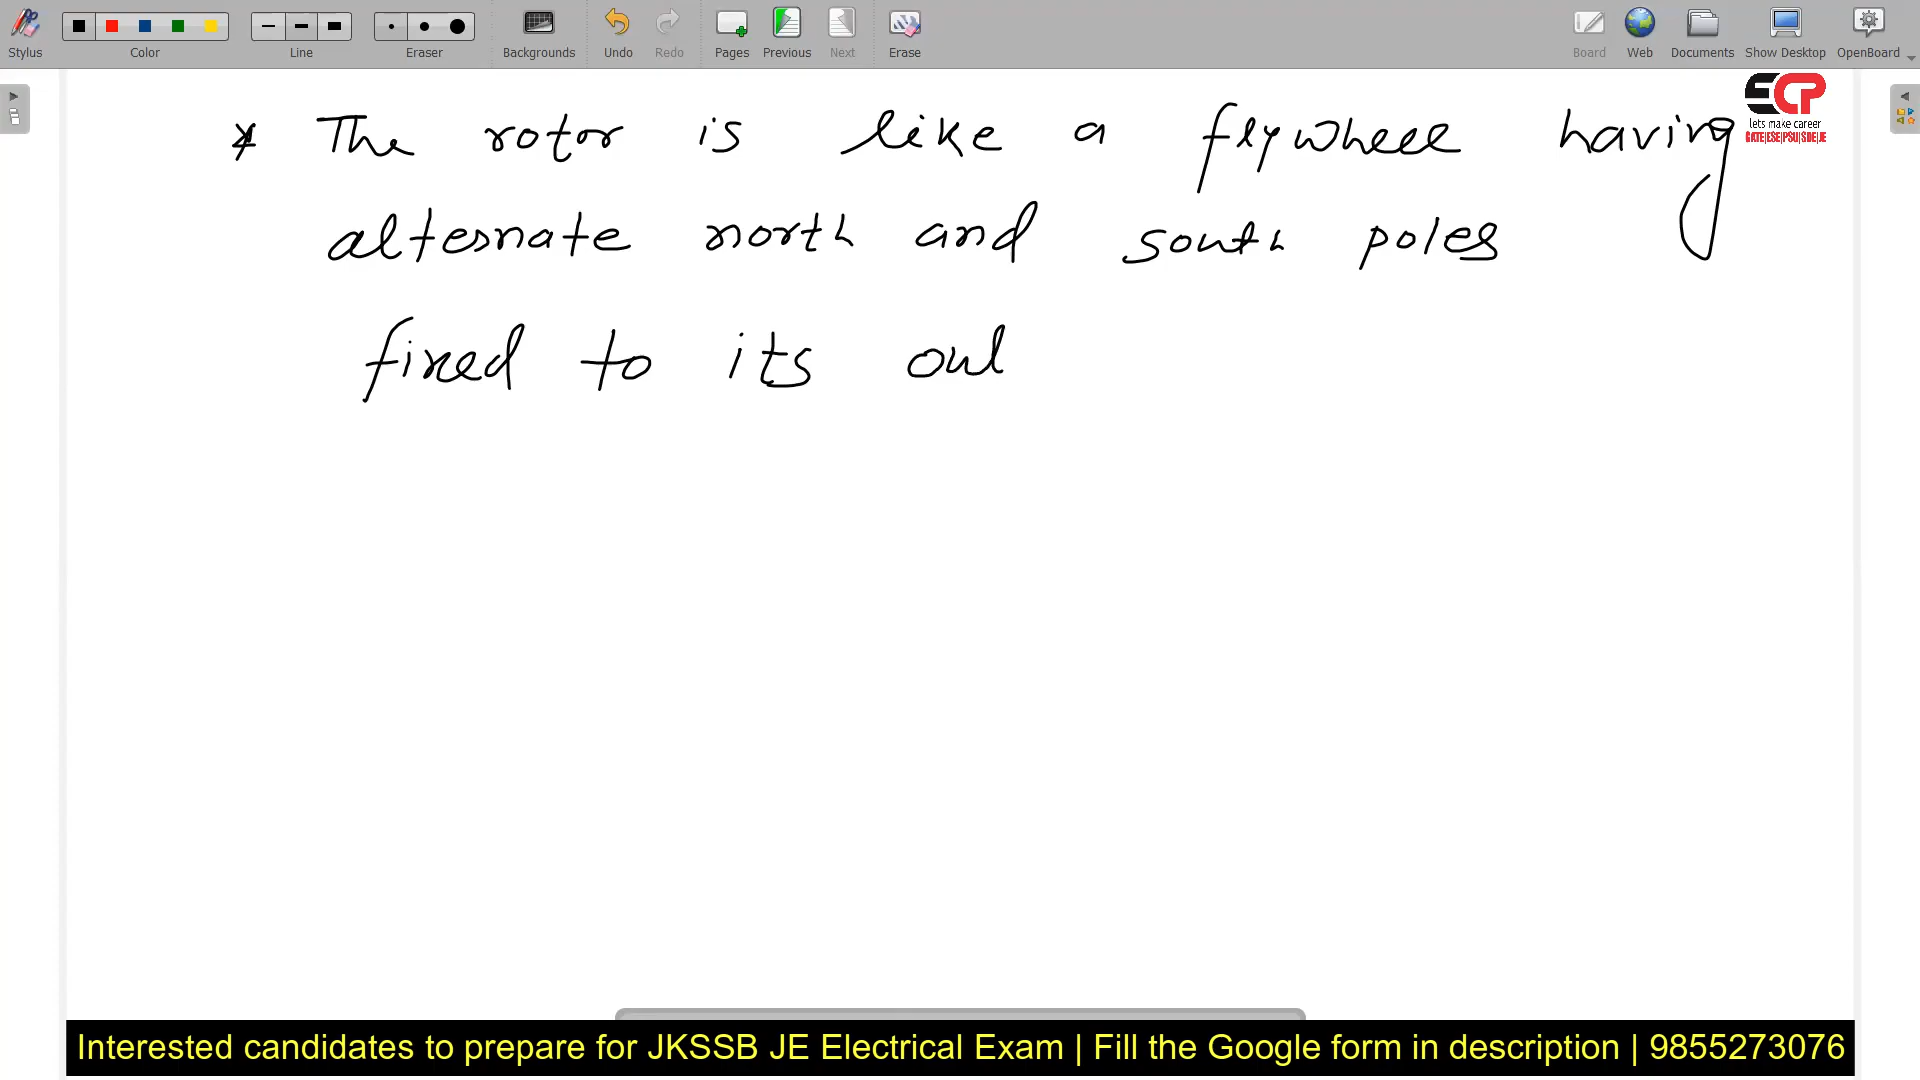 Stylus Color Line Eraser Backgrounds Undo Redo Pages Previous Next Erase Board Web Documents Show Desktop OpenBoard
ECP
lets make career
GATE|ESE|PSU|SDE|JE
* The rotor is like a flywheel having
alternate north and south poles
fixed to its
Interested candidates to prepare for JKSSB JE Electrical Exam | Fill the Google form in description | 9855273076